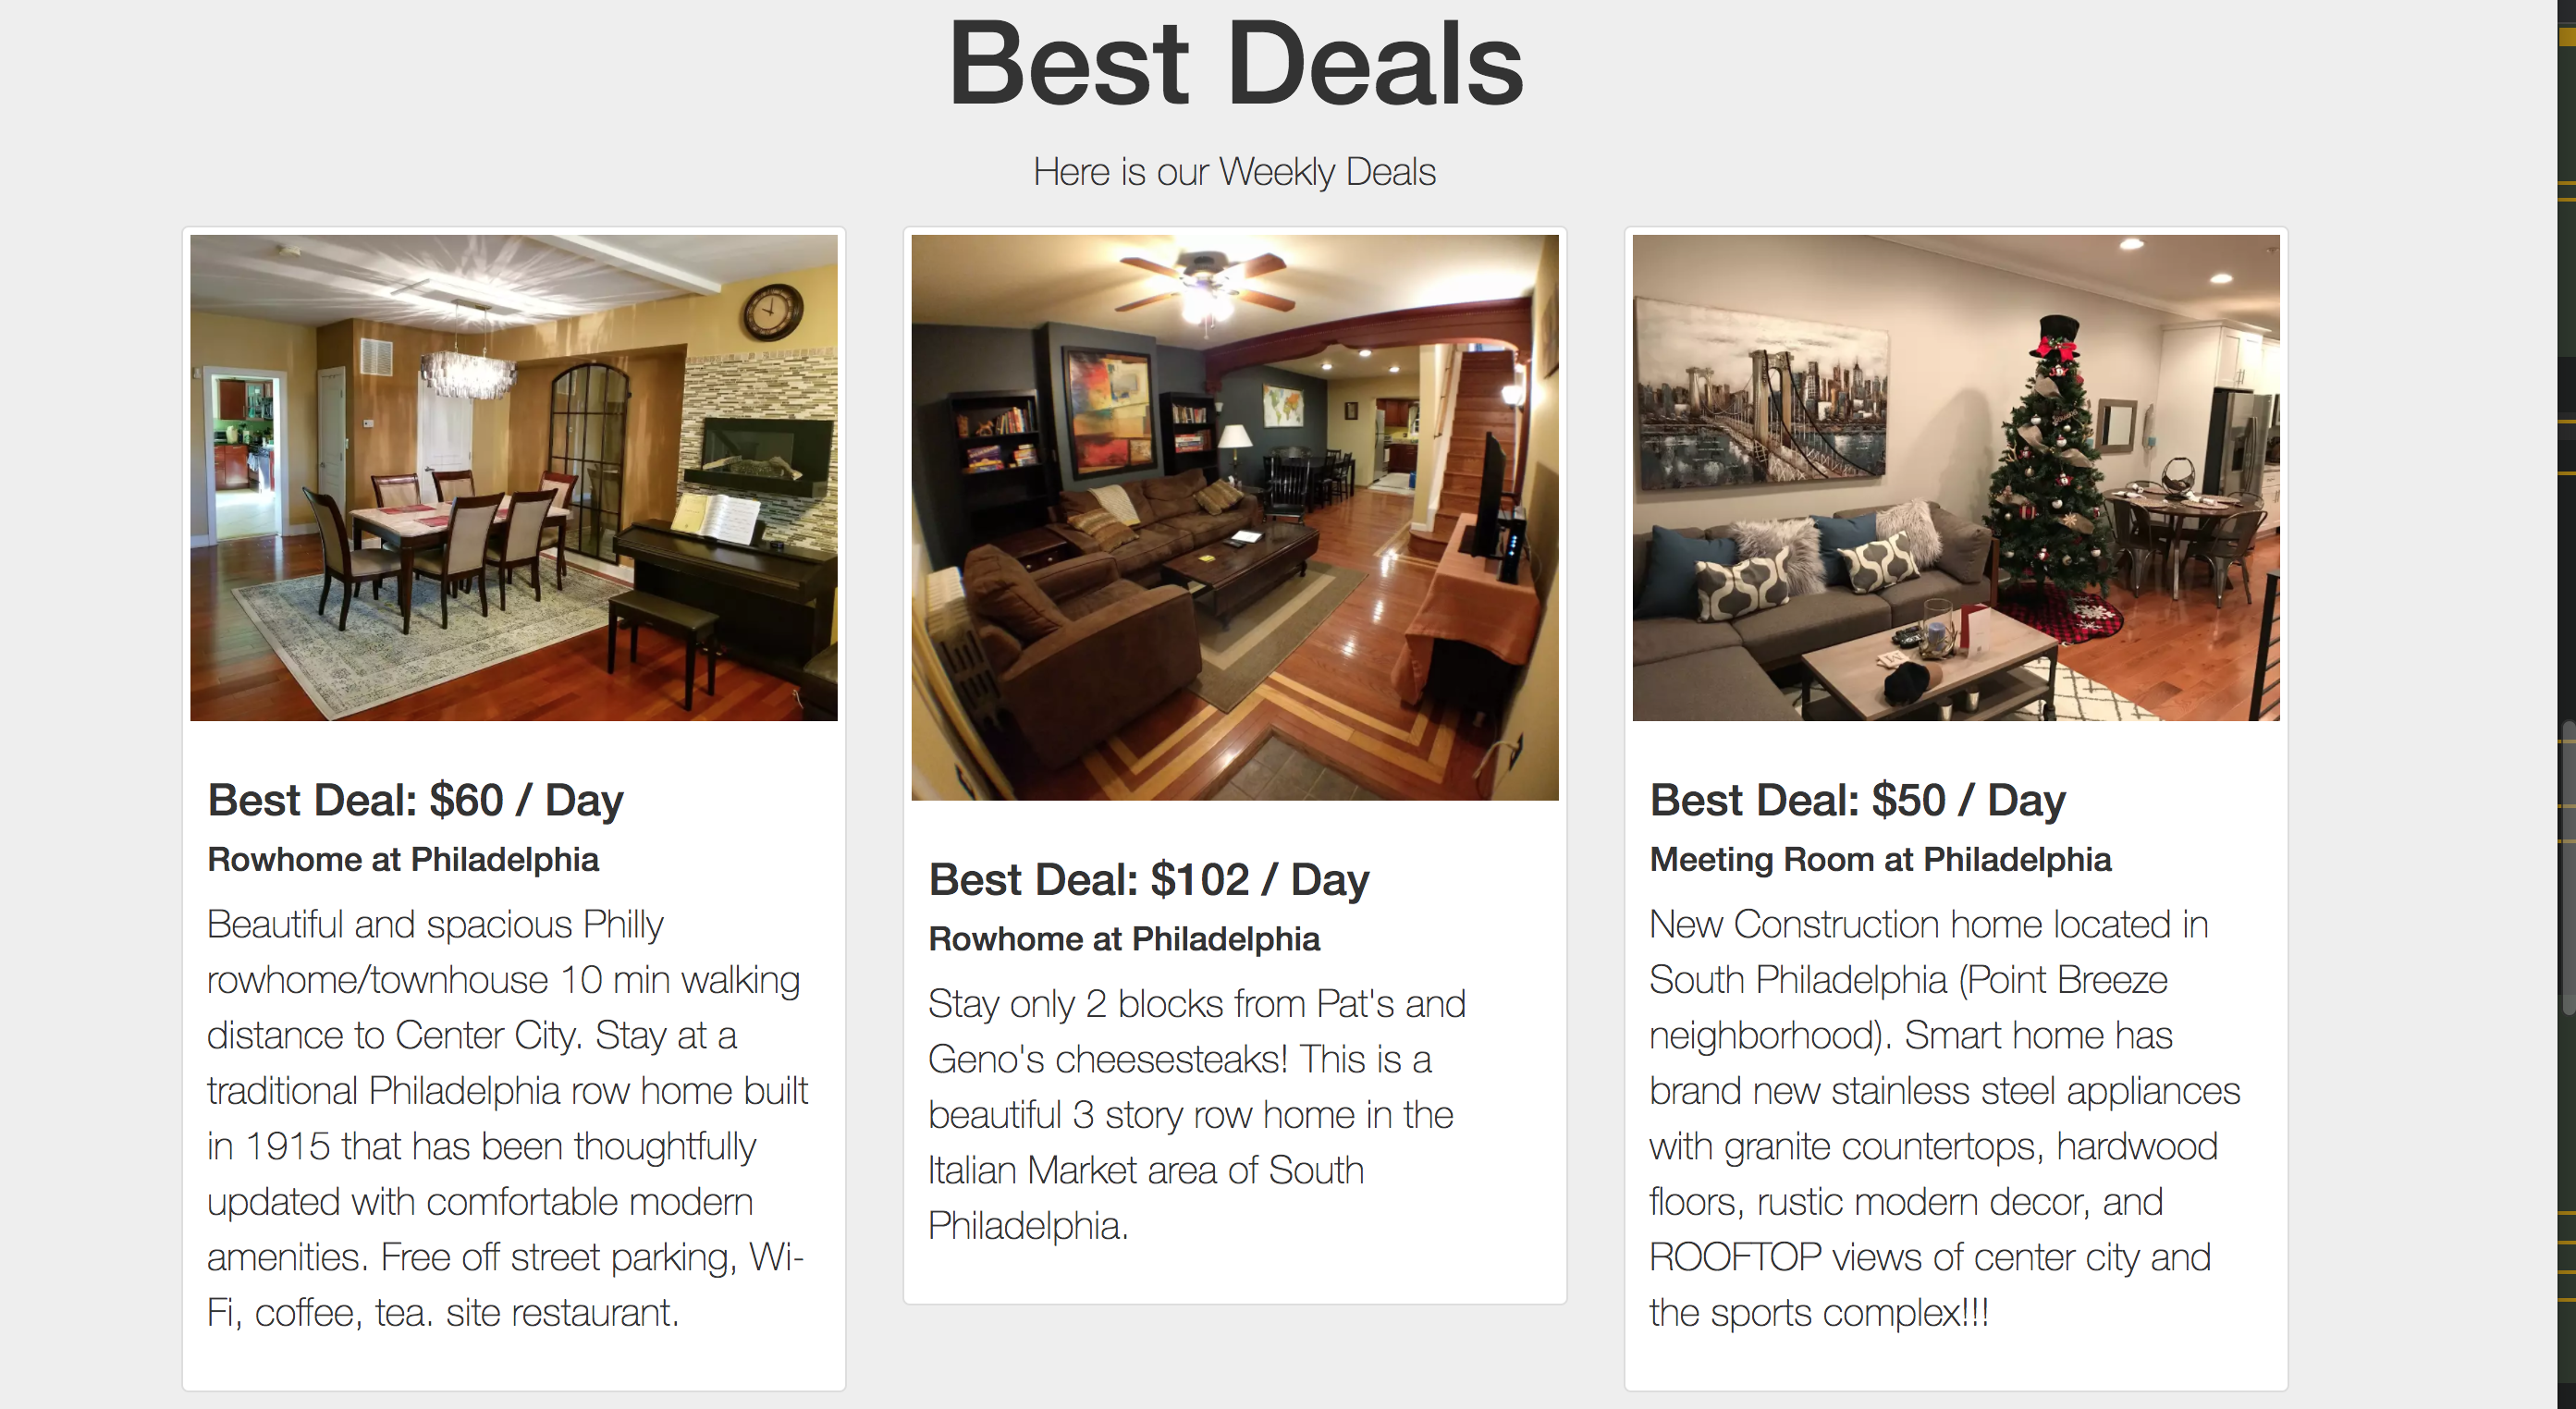 Best Deals
Here is our Weekly Deals
Best Deal: $60 / Day
Rowhome at Philadelphia
Beautiful and spacious Philly
rowhome/townhouse 10 min walking
distance to Center City. Stay at a
traditional Philadelphia row home built
in 1915 that has been thoughtfully
updated with comfortable modern
amenities. Free off street parking, Wi-
Fi, coffee, tea. site restaurant.
Best Deal: $102 / Day
Rowhome at Philadelphia
Stay only 2 blocks from Pat's and
Geno's cheesesteaks! This is a
beautiful 3 story row home in the
Italian Market area of South
Philadelphia.
Best Deal: $50 / Day
Meeting Room at Philadelphia
New Construction home located in
South Philadelphia (Point Breeze
neighborhood). Smart home has
brand new stainless steel appliances
with granite countertops, hardwood
floors, rustic modern decor, and
ROOFTOP views of center city and
the sports complex!!!